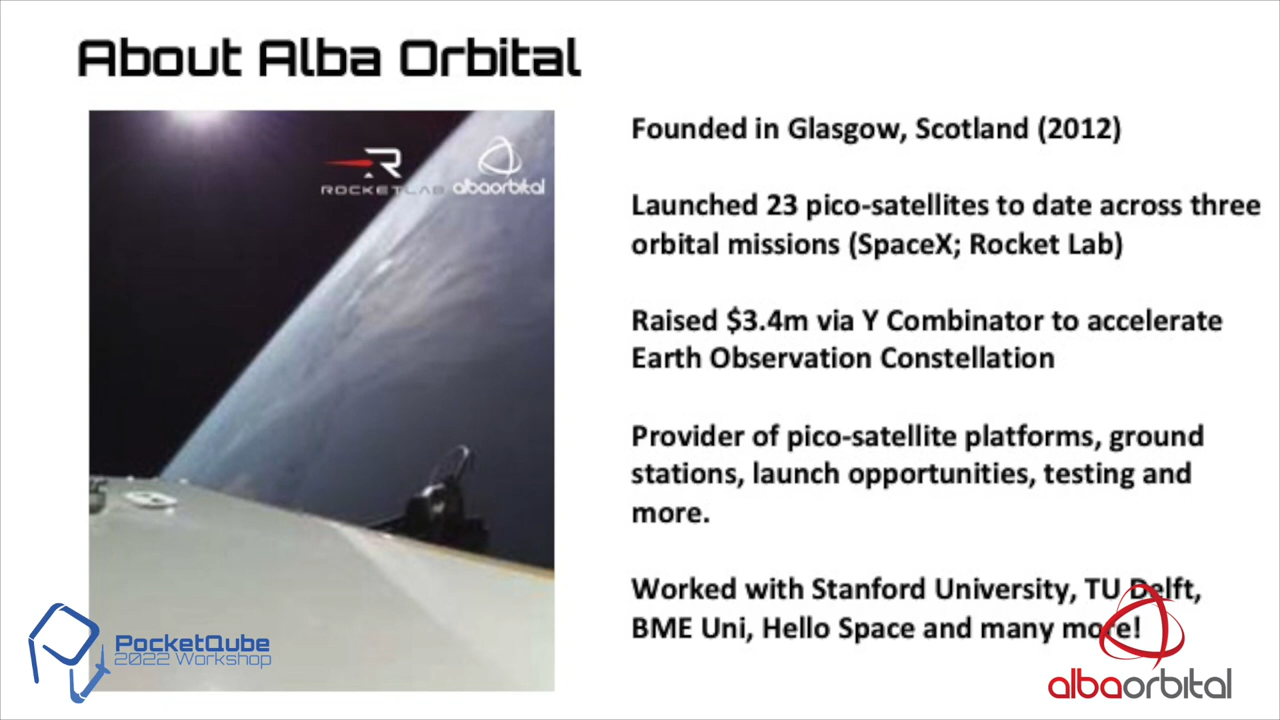 About Alba Orbital
ROCKETLAB
albaorbital
Founded in Glasgow, Scotland (2012)
Launched 23 pico-satellites to date across three
orbital missions (SpaceX; Rocket Lab)
Raised $3.4m via Y Combinator to accelerate
Earth Observation Constellation
Provider of pico-satellite platforms, ground
stations, launch opportunities, testing and
more.
Worked with Stanford University, TU Delft,
BME Uni, Hello Space and many more!
PocketQube
2022 Workshop
albaorbital